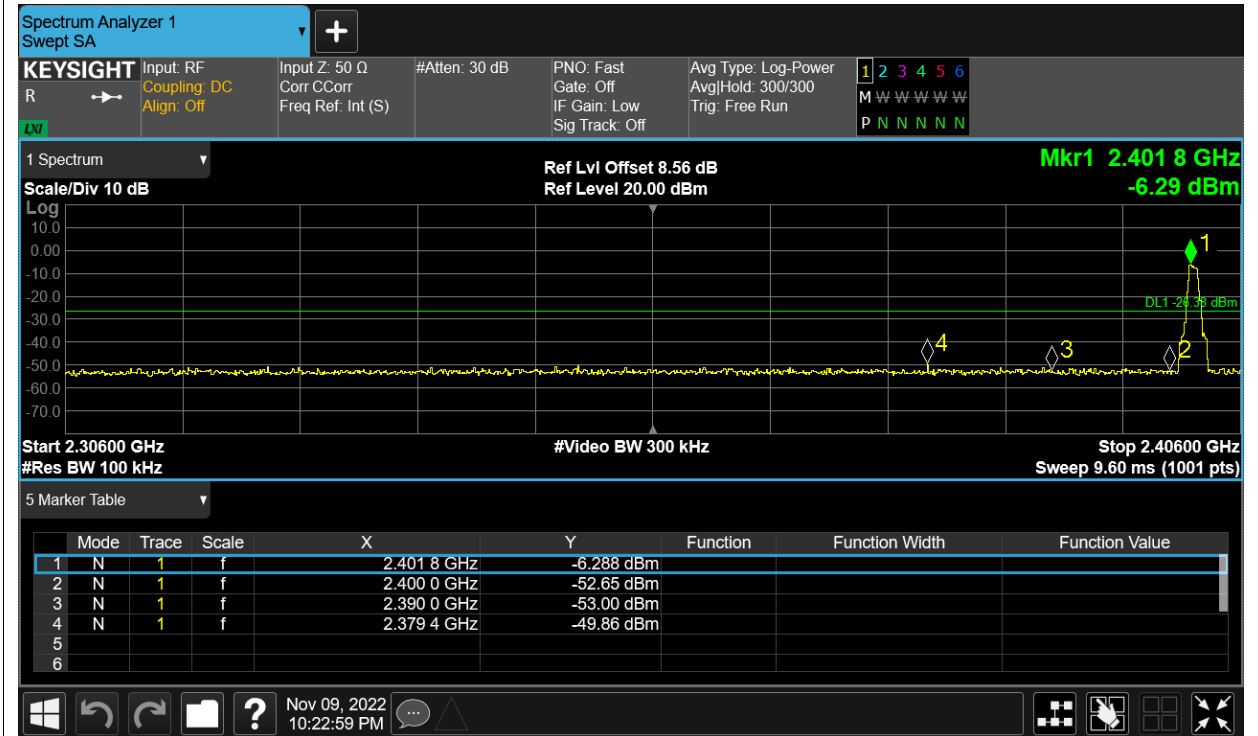 Spectrum Analyzer 1
Swept SA
+
KEYSIGHT Input: RF Input Z: 50 Ω #Atten: 30 dB PNO: Fast Avg Type: Log-Power 1 2 3 4 5 6
R Coupling: DC Corr CCorr Gate: Off Avg|Hold: 300/300 M W W W W W
Align: Off Freq Ref: Int (S) IF Gain: Low Trig: Free Run
LXI Sig Track: Off P N N N N N
1 Spectrum Ref Lvl Offset 8.56 dB Mkr1 2.401 8 GHz
Scale/Div 10 dB Ref Level 20.00 dBm -6.29 dBm
Log
10.0
0.00 1
-10.0
-20.0 DL1 -26.38 dBm
-30.0
-40.0 4 3 2
-50.0
-60.0
-70.0
Start 2.30600 GHz #Video BW 300 kHz Stop 2.40600 GHz
#Res BW 100 kHz Sweep 9.60 ms (1001 pts)
5 Marker Table
Mode Trace Scale X Y Function Function Width Function Value
1 N 1 f 2.401 8 GHz -6.288 dBm
2 N 1 f 2.400 0 GHz -52.65 dBm
3 N 1 f 2.390 0 GHz -53.00 dBm
4 N 1 f 2.379 4 GHz -49.86 dBm
5
6
? Nov 09, 2022
10:22:59 PM